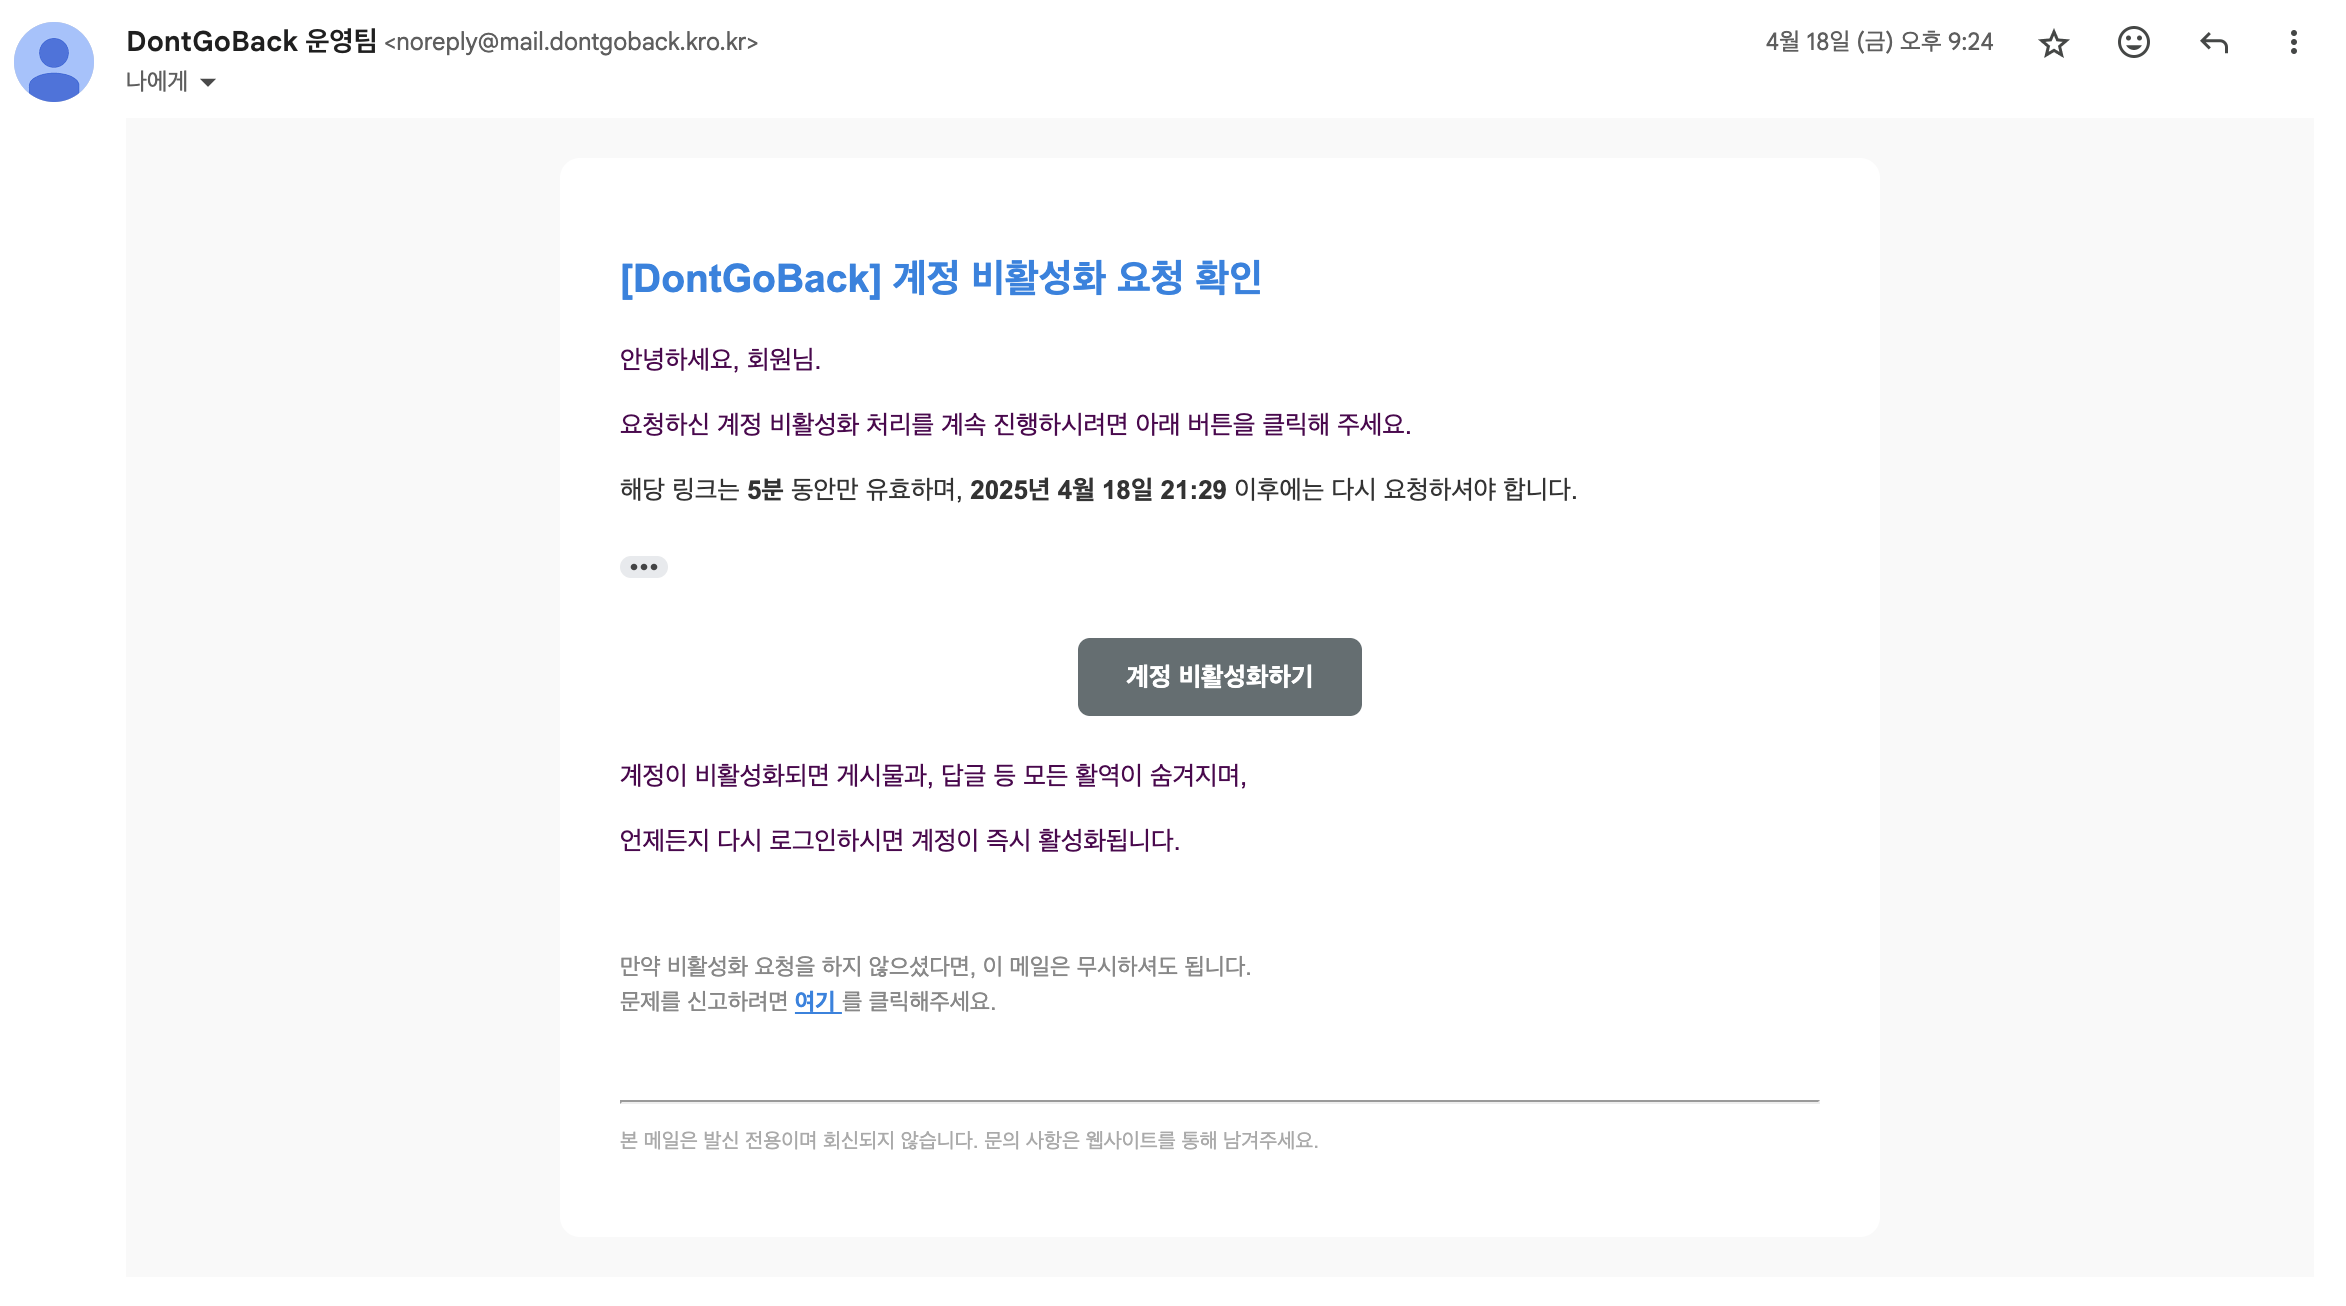 DontGoBack 운영팀 <noreply@mail.dontgoback.kro.kr>
4월 18일 (금) 오후 9:24
나에게
[DontGoBack] 계정 비활성화 요청 확인
안녕하세요, 회원님.
요청하신 계정 비활성화 처리를 계속 진행하시려면 아래 버튼을 클릭해 주세요.
해당 링크는 5분 동안만 유효하며, 2025년 4월 18일 21:29 이후에는 다시 요청하셔야 합니다.
계정 비활성화하기
계정이 비활성화되면 게시물과, 답글 등 모든 활역이 숨겨지며,
언제든지 다시 로그인하시면 계정이 즉시 활성화됩니다.
만약 비활성화 요청을 하지 않으셨다면, 이 메일은 무시하셔도 됩니다.
문제를 신고하려면 여기 를 클릭해주세요.
본 메일은 발신 전용이며 회신되지 않습니다. 문의 사항은 웹사이트를 통해 남겨주세요.